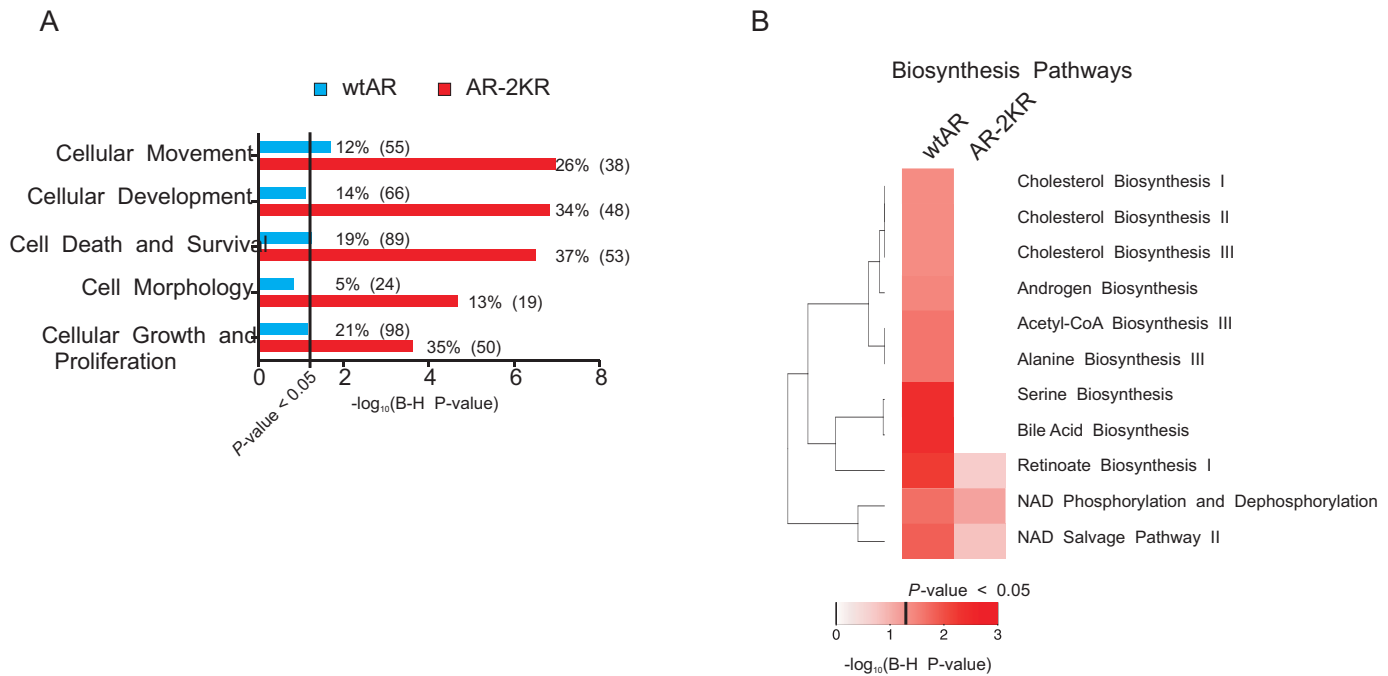 A
wtAR
AR-2KR
Cellular Movement
12% (55)
26% (38)
Cellular Development
14% (66)
34% (48)
Cell Death and Survival
19% (89)
37% (53)
Cell Morphology
5% (24)
13% (19)
Cellular Growth and
Proliferation
21% (98)
35% (50)
0 2 4 6 8
P-value < 0.05
-log₁₀(B-H P-value)
B
Biosynthesis Pathways
wtAR
AR-2KR
Cholesterol Biosynthesis I
Cholesterol Biosynthesis II
Cholesterol Biosynthesis III
Androgen Biosynthesis
Acetyl-CoA Biosynthesis III
Alanine Biosynthesis III
Serine Biosynthesis
Bile Acid Biosynthesis
Retinoate Biosynthesis I
NAD Phosphorylation and Dephosphorylation
NAD Salvage Pathway II
P-value < 0.05
0 1 2 3
-log₁₀(B-H P-value)